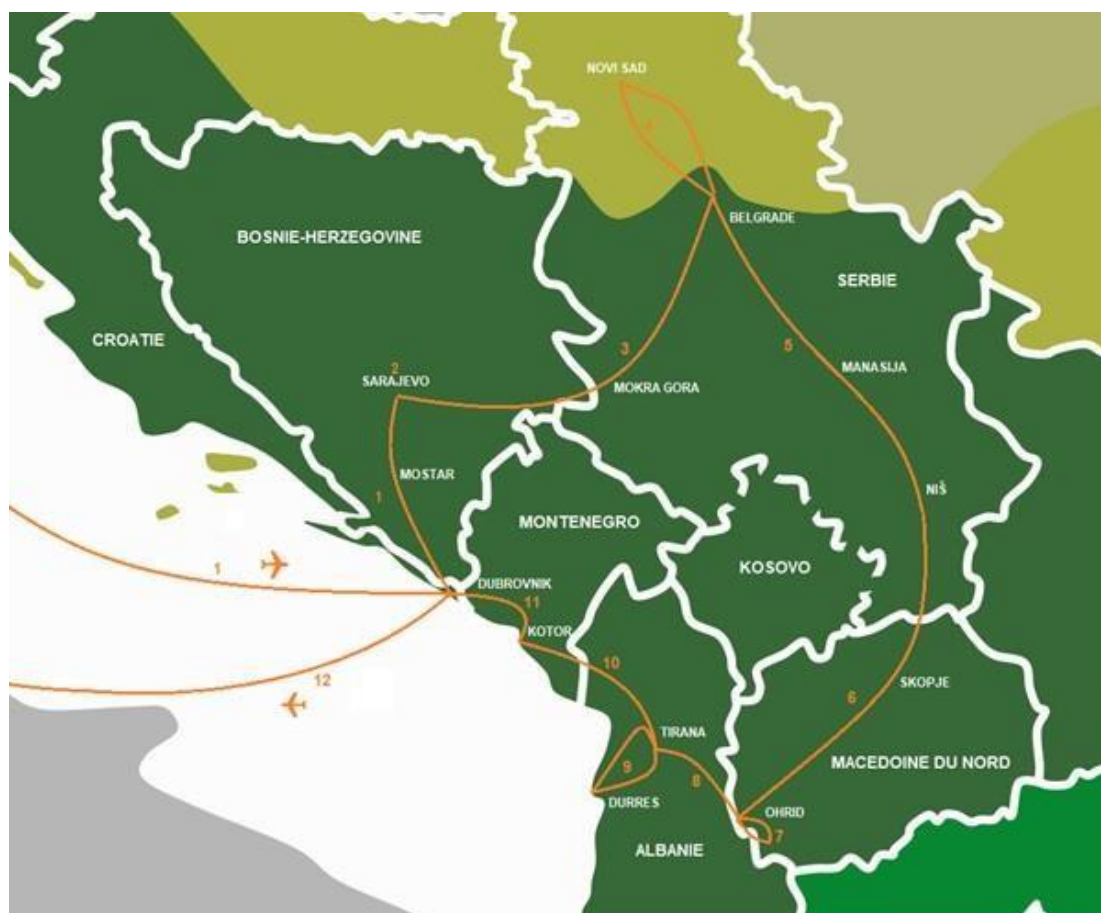 NOVI SAD
4
BELGRADE
BOSNIE-HERZEGOVINE
SERBIE
CROATIE
3
5
MANASIJA
2
SARAJEVO
MOKRA GORA
MOSTAR
1
NIŠ
MONTENEGRO
KOSOVO
1
DUBROVNIK
11
KOTOR
10
12
SKOPJE
6
TIRANA
MACEDOINE DU NORD
9
8
DURRES
OHRID
7
ALBANIE